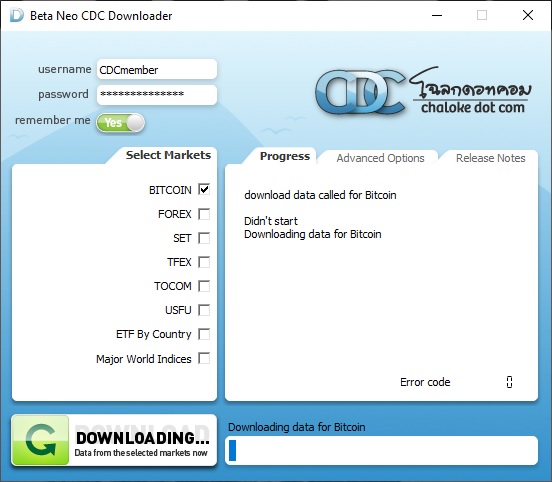 Beta Neo CDC Downloader
username
CDCmember
password
**************
remember me
Yes
CDC
โฉลกดอทคอม
chaloke dot com
Select Markets
BITCOIN
FOREX
SET
TFEX
TOCOM
USFU
ETF By Country
Major World Indices
Progress
Advanced Options
Release Notes
download data called for Bitcoin
Didn't start
Downloading data for Bitcoin
Error code
DOWNLOADING...
Data from the selected markets now
Downloading data for Bitcoin